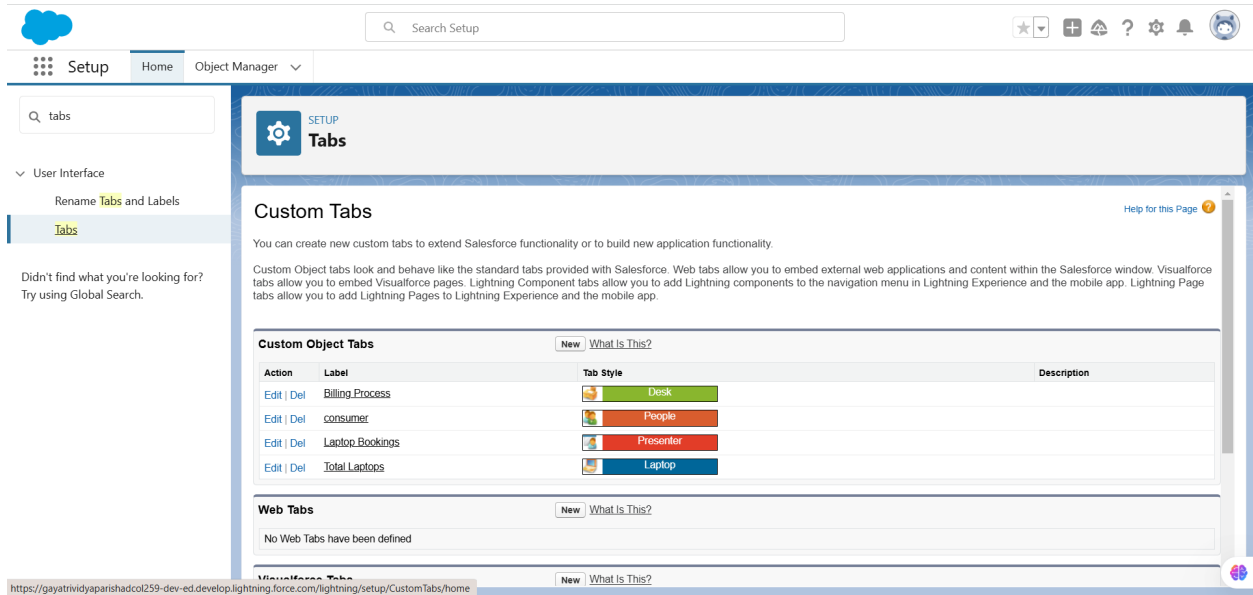 Search Setup
Setup
Home
Object Manager
tabs
User Interface
Rename Tabs and Labels
Tabs
Didn't find what you're looking for?
Try using Global Search.
SETUP
Tabs
Custom Tabs
Help for this Page
You can create new custom tabs to extend Salesforce functionality or to build new application functionality.
Custom Object tabs look and behave like the standard tabs provided with Salesforce. Web tabs allow you to embed external web applications and content within the Salesforce window. Visualforce
tabs allow you to embed Visualforce pages. Lightning Component tabs allow you to add Lightning components to the navigation menu in Lightning Experience and the mobile app. Lightning Page
tabs allow you to add Lightning Pages to Lightning Experience and the mobile app.
Custom Object Tabs New What Is This?
Action Label Tab Style Description
Edit | Del Billing Process Desk
Edit | Del consumer People
Edit | Del Laptop Bookings Presenter
Edit | Del Total Laptops Laptop
Web Tabs New What Is This?
No Web Tabs have been defined
Visualforce Tabs New What Is This?
https://gayatrividyaparishadcol259-dev-ed.develop.lightning.force.com/lightning/setup/CustomTabs/home